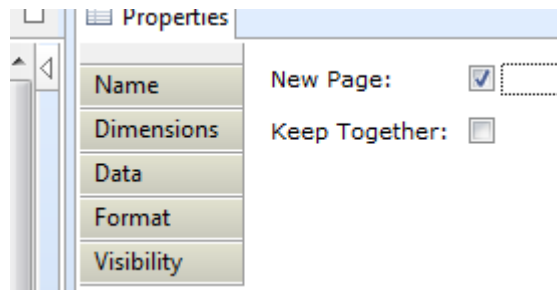 Properties
Name
New Page:
Dimensions
Keep Together:
Data
Format
Visibility